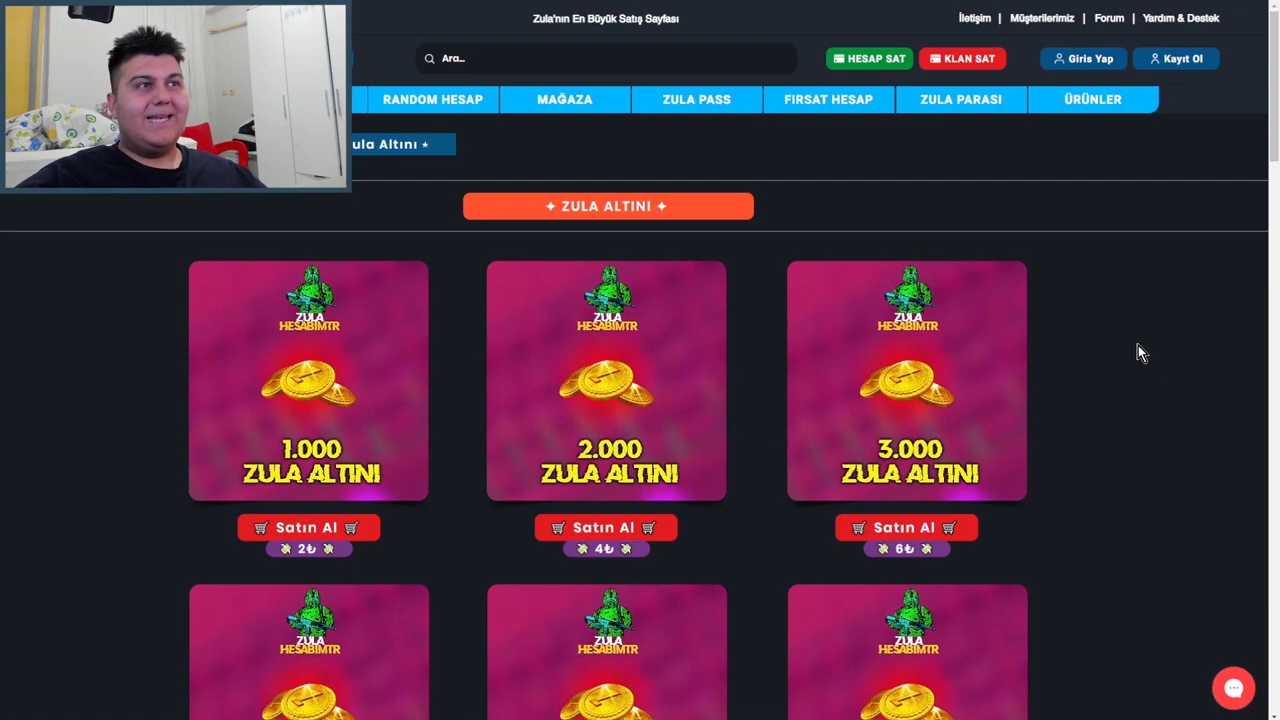 Zula'nın En Büyük Satış Sayfası
İletişim | Müşterilerimiz | Forum | Yardım & Destek
Ara...
HESAP SAT
KLAN SAT
Giris Yap
Kayıt Ol
RANDOM HESAP
MAĞAZA
ZULA PASS
FIRSAT HESAP
ZULA PARASI
ÜRÜNLER
ula Altını ⋆
✦ ZULA ALTINI ✦
ZULA
HESABIMTR
1.000
ZULA ALTINI
Satın Al
2₺
ZULA
HESABIMTR
2.000
ZULA ALTINI
Satın Al
4₺
ZULA
HESABIMTR
3.000
ZULA ALTINI
Satın Al
6₺
ZULA
HESABIMTR
ZULA
HESABIMTR
ZULA
HESABIMTR